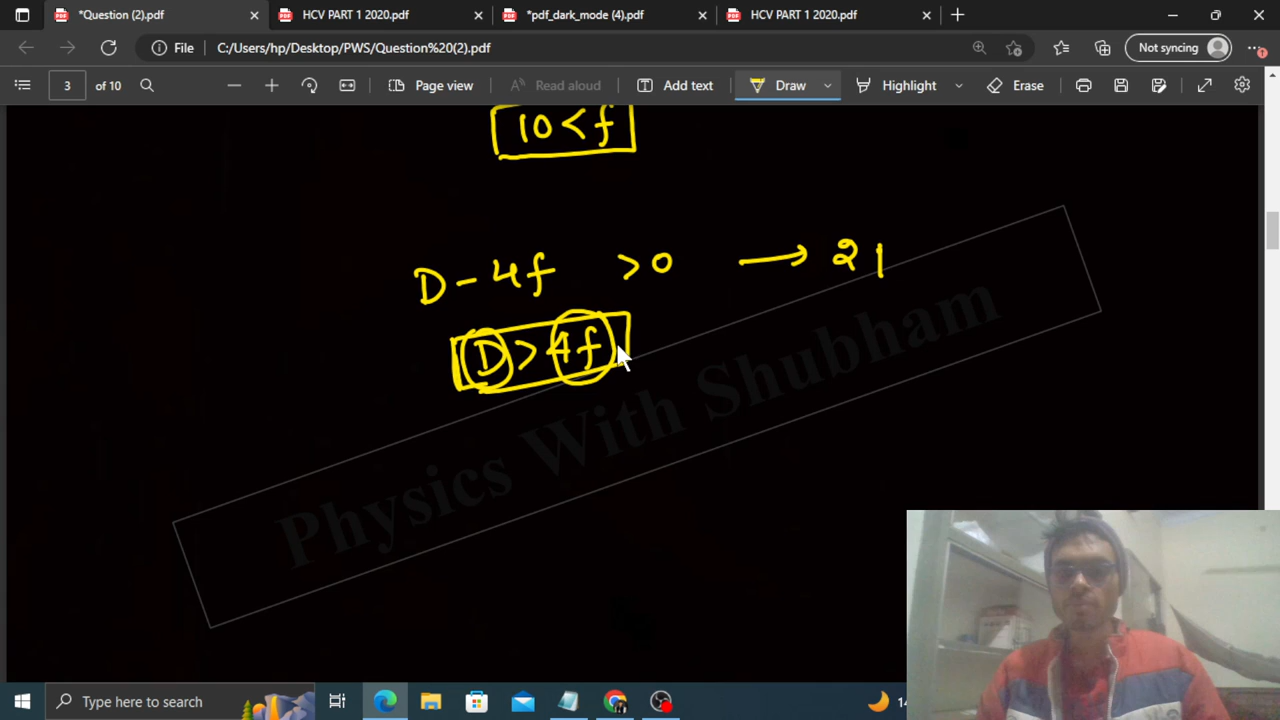 *Question (2).pdf
HCV PART 1 2020.pdf
*pdf_dark_mode (4).pdf
HCV PART 1 2020.pdf
File
C:/Users/hp/Desktop/PWS/Question%20(2).pdf
Not syncing
3 of 10
Page view
Read aloud
Add text
Draw
Highlight
Erase
10 < f
D - 4f > 0 → 21
D > 4f
Physics With Shubham
Type here to search